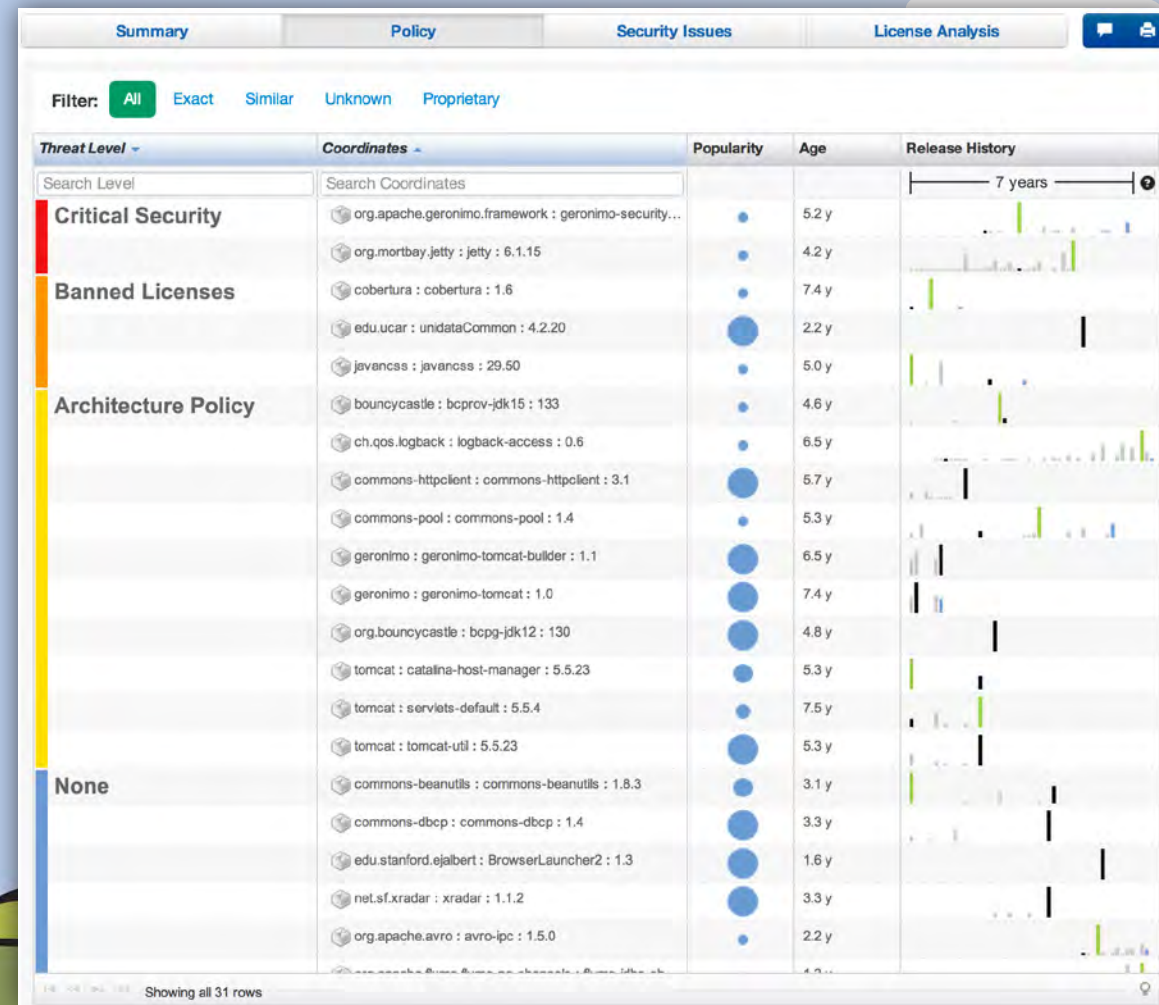 Summary Policy Security Issues License Analysis
Filter: All Exact Similar Unknown Proprietary
Threat Level Coordinates Popularity Age Release History
Search Level Search Coordinates 7 years ?
Critical Security org.apache.geronimo.framework : geronimo-security... 5.2 y
org.mortbay.jetty : jetty : 6.1.15 4.2 y
Banned Licenses cobertura : cobertura : 1.6 7.4 y
edu.ucar : unidataCommon : 4.2.20 2.2 y
javancss : javancss : 29.50 5.0 y
Architecture Policy bouncycastle : bcprov-jdk15 : 133 4.6 y
ch.qos.logback : logback-access : 0.6 6.5 y
commons-httpclient : commons-httpclient : 3.1 5.7 y
commons-pool : commons-pool : 1.4 5.3 y
geronimo : geronimo-tomcat-builder : 1.1 6.5 y
geronimo : geronimo-tomcat : 1.0 7.4 y
org.bouncycastle : bcpg-jdk12 : 130 4.8 y
tomcat : catalina-host-manager : 5.5.23 5.3 y
tomcat : servlets-default : 5.5.4 7.5 y
tomcat : tomcat-util : 5.5.23 5.3 y
None commons-beanutils : commons-beanutils : 1.8.3 3.1 y
commons-dbcp : commons-dbcp : 1.4 3.3 y
edu.stanford.ejalbert : BrowserLauncher2 : 1.3 1.6 y
net.sf.xradar : xradar : 1.1.2 3.3 y
org.apache.avro : avro-ipc : 1.5.0 2.2 y
Showing all 31 rows